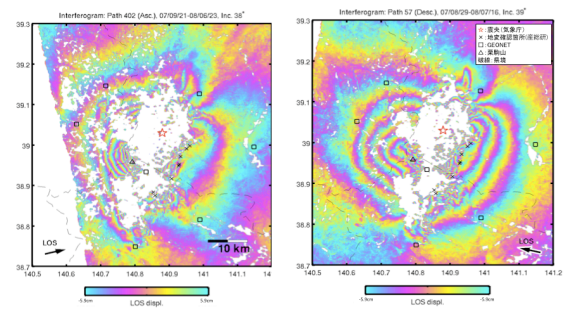 Interferogram: Path 402 (Asc.), 07/09/21-08/06/23, Inc. 38°
39.3
39.2
39.1
39
38.9
38.8
38.7
140.5 140.6 140.7 140.8 140.9 141 141.1 14
LOS
10 km
-5.9cm 5.9cm
LOS displ.
Interferogram: Path 57 (Desc.), 07/08/29-08/07/16, Inc. 39°
☆:震央(気象庁)
×:地変確認箇所(産総研)
□:GEONET
△:栗駒山
破線:県境
39.3
39.2
39.1
39
38.9
38.8
38.7
140.5 140.6 140.7 140.8 140.9 141 141.1 141.2
LOS
-5.9cm -5.9cm
LOS displ.